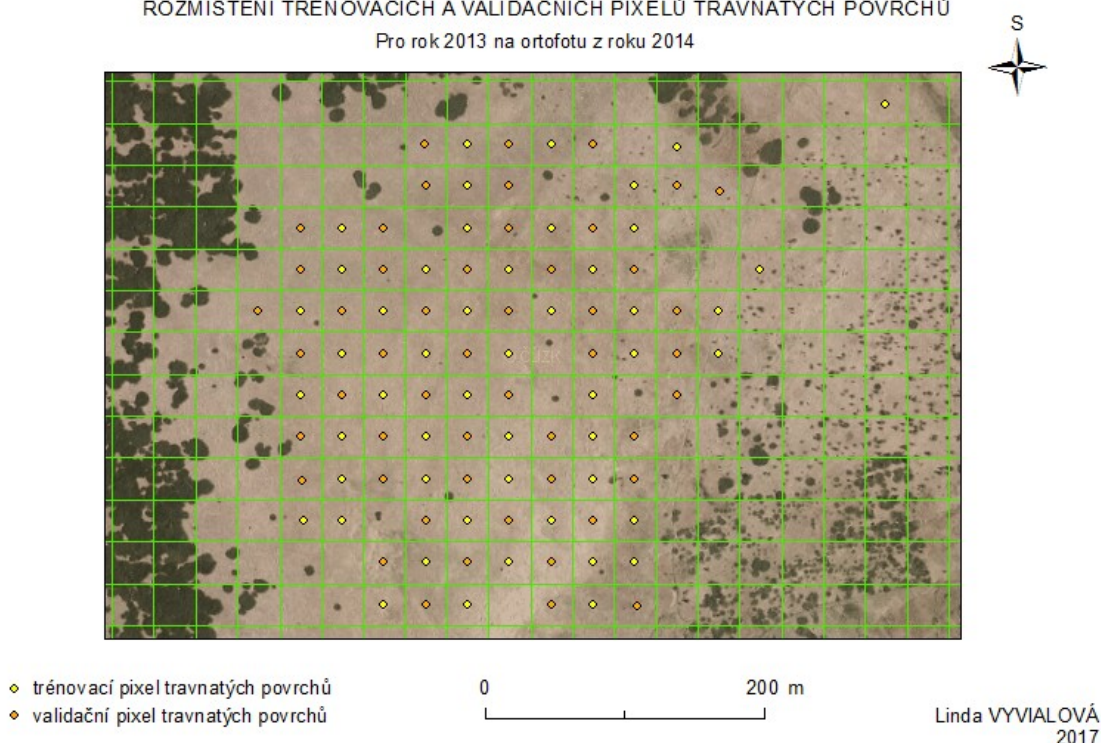 ROZMÍSTĚNÍ TRÉNOVACÍCH A VALIDAČNÍCH PIXELŮ TRAVNATÝCH POVRCHŮ
Pro rok 2013 na ortofotu z roku 2014
S
ČÚZK
trénovací pixel travnatých povrchů
validační pixel travnatých povrchů
0 200 m
Linda VYVIALOVÁ
2017